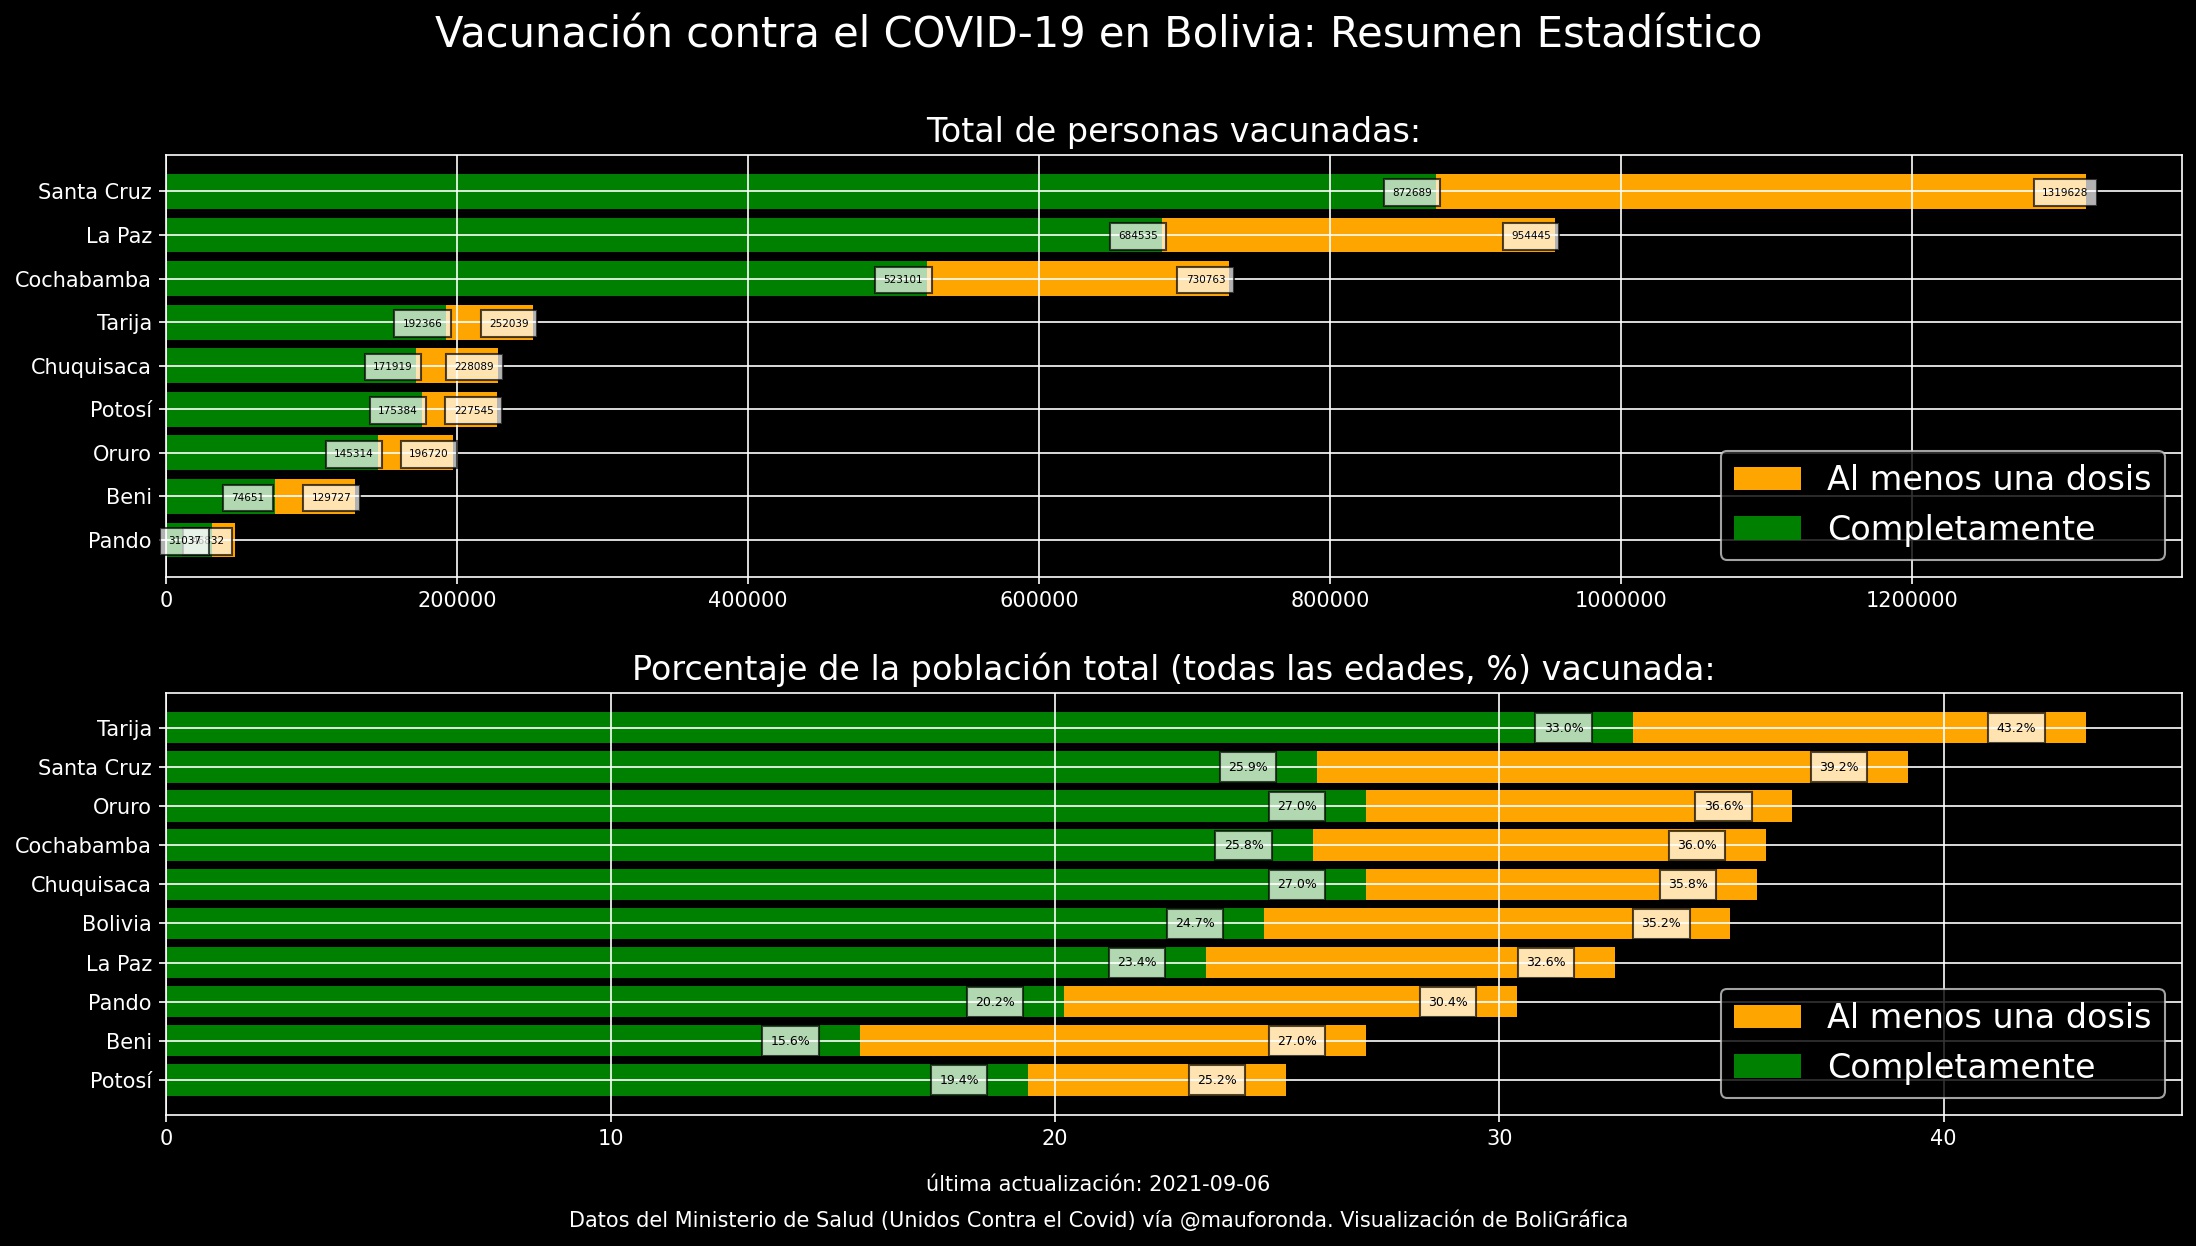 Vacunación contra el COVID-19 en Bolivia: Resumen Estadístico
Total de personas vacunadas:
Santa Cruz 872689 1319628
La Paz 684535 954445
Cochabamba 523101 730763
Tarija 192366 252039
Chuquisaca 171919 228089
Potosí 175384 227545
Oruro 145314 196720
Beni 74651 129727
Pando 31037
Al menos una dosis
Completamente
0 200000 400000 600000 800000 1000000 1200000
Porcentaje de la población total (todas las edades, %) vacunada:
Tarija 33.0% 43.2%
Santa Cruz 25.9% 39.2%
Oruro 27.0% 36.6%
Cochabamba 25.8% 36.0%
Chuquisaca 27.0% 35.8%
Bolivia 24.7% 35.2%
La Paz 23.4% 32.6%
Pando 20.2% 30.4%
Beni 15.6% 27.0%
Potosí 19.4% 25.2%
Al menos una dosis
Completamente
0 10 20 30 40
última actualización: 2021-09-06
Datos del Ministerio de Salud (Unidos Contra el Covid) vía @mauforonda. Visualización de BoliGráfica